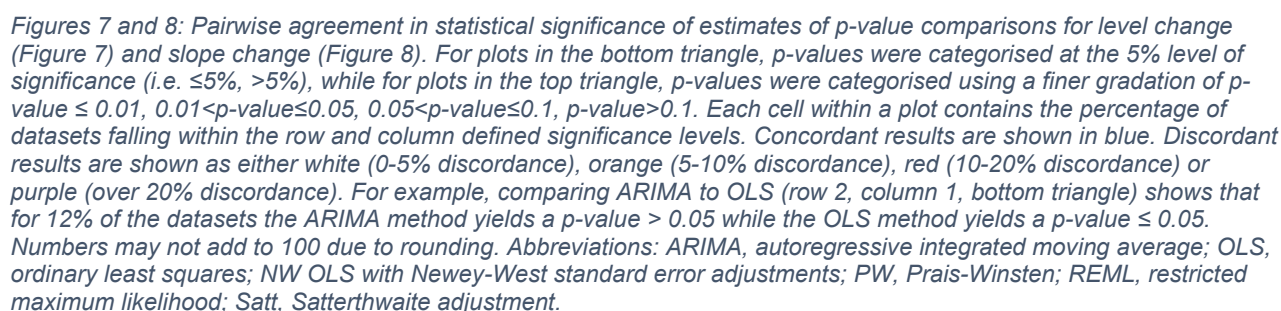 Figures 7 and 8: Pairwise agreement in statistical significance of estimates of p-value comparisons for level change
(Figure 7) and slope change (Figure 8). For plots in the bottom triangle, p-values were categorised at the 5% level of
significance (i.e. ≤5%, >5%), while for plots in the top triangle, p-values were categorised using a finer gradation of p-
value ≤ 0.01, 0.01<p-value≤0.05, 0.05<p-value≤0.1, p-value>0.1. Each cell within a plot contains the percentage of
datasets falling within the row and column defined significance levels. Concordant results are shown in blue. Discordant
results are shown as either white (0-5% discordance), orange (5-10% discordance), red (10-20% discordance) or
purple (over 20% discordance). For example, comparing ARIMA to OLS (row 2, column 1, bottom triangle) shows that
for 12% of the datasets the ARIMA method yields a p-value > 0.05 while the OLS method yields a p-value ≤ 0.05.
Numbers may not add to 100 due to rounding. Abbreviations: ARIMA, autoregressive integrated moving average; OLS,
ordinary least squares; NW OLS with Newey-West standard error adjustments; PW, Prais-Winsten; REML, restricted
maximum likelihood; Satt, Satterthwaite adjustment.